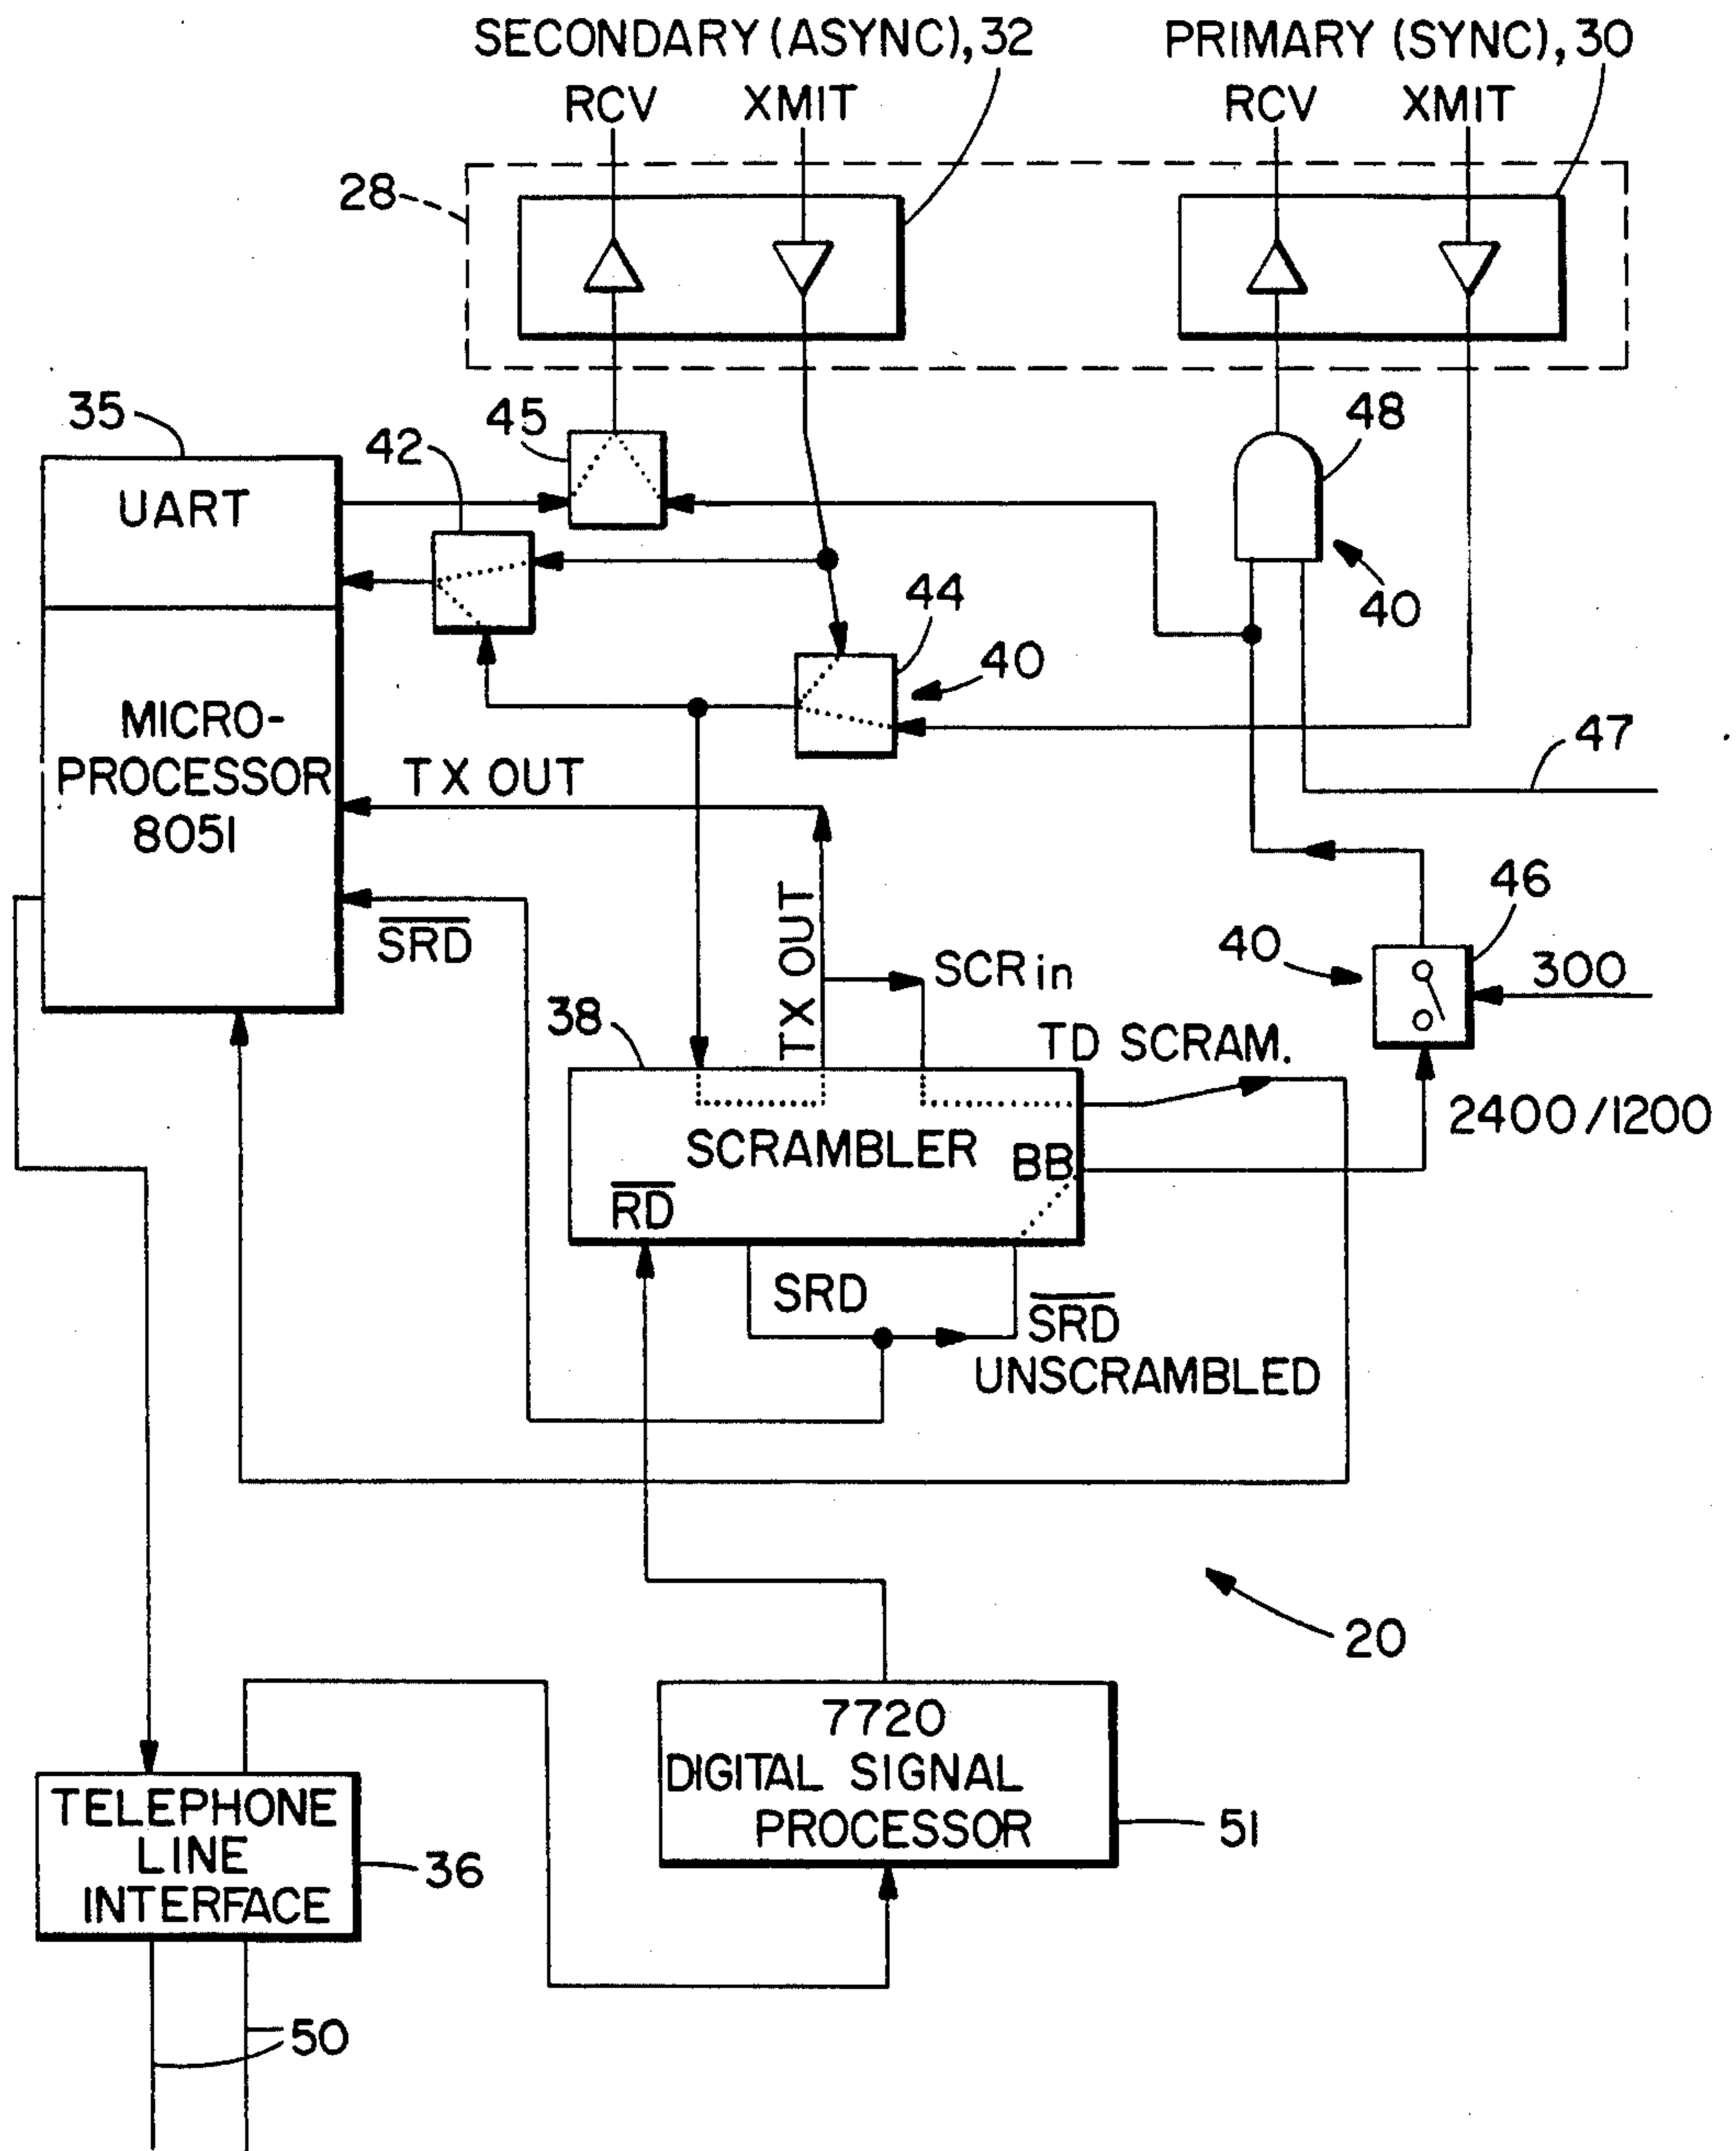 SECONDARY (ASYNC), 32
PRIMARY (SYNC), 30
RCV
XMIT
RCV
XMIT
28
35
42
45
48
UART
44
40
40
47
MICRO-
PROCESSOR
8051
TX OUT
SRD
TX OUT
SCR in
40
46
300
38
TD SCRAM.
2400/1200
SCRAMBLER
BB
RD
SRD
SRD
UNSCRAMBLED
20
7720
DIGITAL SIGNAL
PROCESSOR
51
TELEPHONE
LINE
INTERFACE
36
50